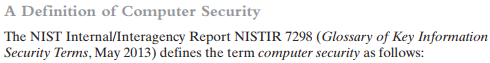 A Definition of Computer Security
The NIST Internal/Interagency Report NISTIR 7298 (Glossary of Key Information
Security Terms, May 2013) defines the term computer security as follows: